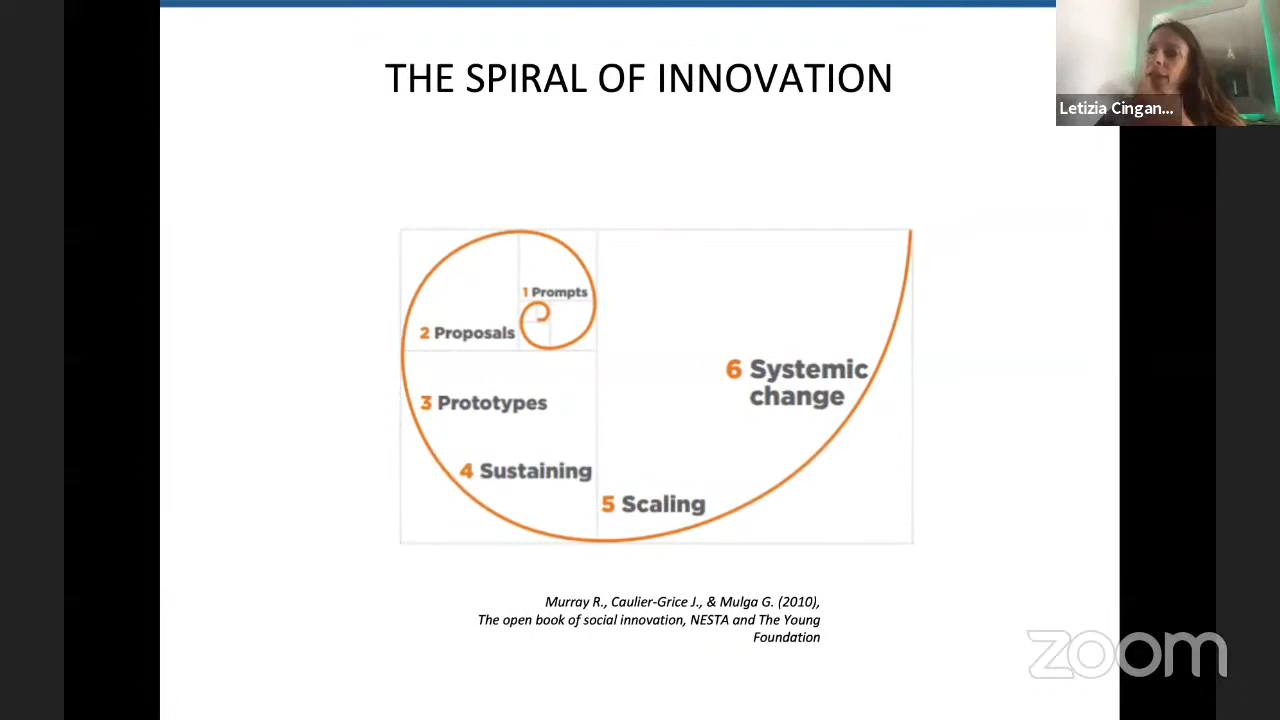 THE SPIRAL OF INNOVATION
Letizia Cingan...
1 Prompts
2 Proposals
3 Prototypes
4 Sustaining
5 Scaling
6 Systemic
change
Murray R., Caulier-Grice J., & Mulga G. (2010),
The open book of social innovation, NESTA and The Young
Foundation
zoom